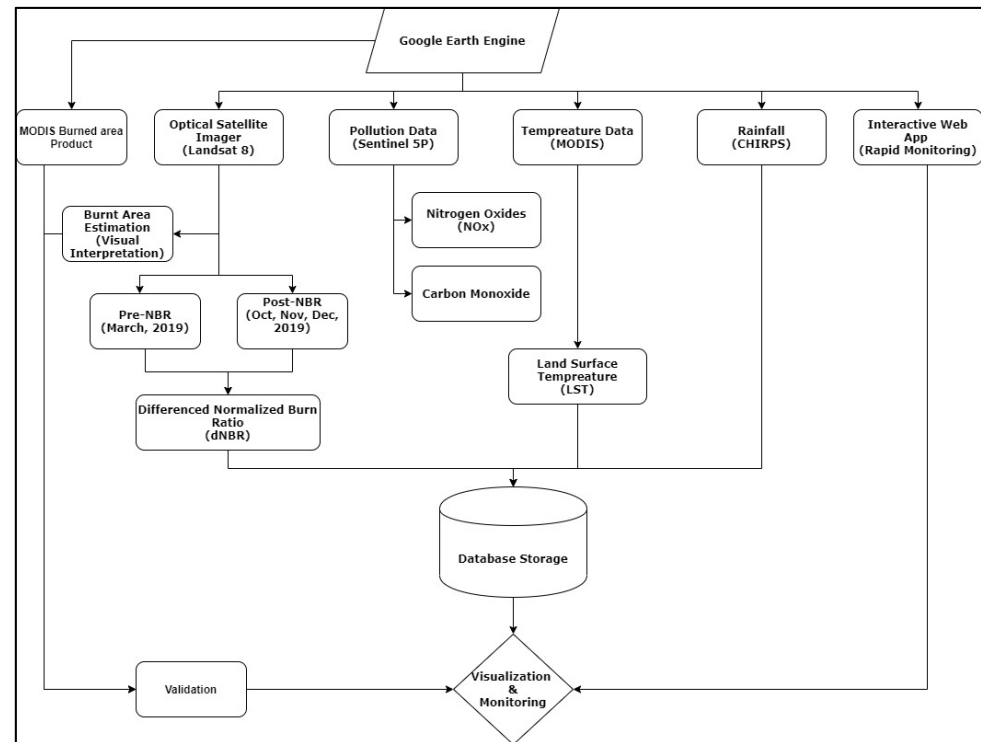 Google Earth Engine
MODIS Burned area
Product
Optical Satellite
Imager
(Landsat 8)
Pollution Data
(Sentinel 5P)
Tempreature Data
(MODIS)
Rainfall
(CHIRPS)
Interactive Web
App
(Rapid Monitoring)
Burnt Area
Estimation
(Visual
Interpretation)
Nitrogen Oxides
(NOx)
Carbon Monoxide
Pre-NBR
(March, 2019)
Post-NBR
(Oct, Nov, Dec,
2019)
Land Surface
Tempreature
(LST)
Differenced Normalized Burn
Ratio
(dNBR)
Database Storage
Validation
Visualization
&
Monitoring